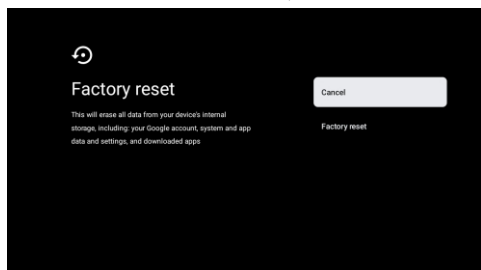 Factory reset
This will erase all data from your device's internal
storage, including: your Google account, system and app
data and settings, and downloaded apps
Cancel
Factory reset